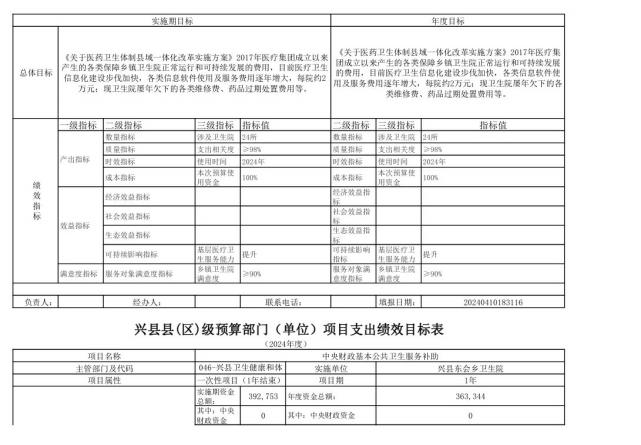 实施期目标 年度目标
总体目标
《关于医药卫生体制县域一体化改革实施方案》2017年医疗集团成立以来
产生的各类保障乡镇卫生院正常运行和可持续发展的费用，目前医疗卫生
信息化建设步伐加快，各类信息软件使用及服务费用逐年增大，每院约2
万元；现卫生院屡年欠下的各类维修费、药品过期处置费用等。
《关于医药卫生体制县域一体化改革实施方案》2017年医疗集
团成立以来产生的各类保障乡镇卫生院正常运行和可持续发展
的费用，目前医疗卫生信息化建设步伐加快，各类信息软件使
用及服务费用逐年增大，每院约2万元；现卫生院屡年欠下的各
类维修费、药品过期处置费用等。
绩效指标
一级指标 二级指标 三级指标 指标值 二级指标 三级指标 指标值
产出指标
数量指标 涉及卫生院 24所 数量指标 涉及卫生院 24所
质量指标 支出相关度 ≥98% 质量指标 支出相关度 ≥98%
时效指标 使用时间 2024年 时效指标 使用时间 2024年
成本指标 本次预算使用资金 100% 成本指标 本次预算使用资金 100%
效益指标
经济效益指标 经济效益指标
社会效益指标 社会效益指标
生态效益指标 生态效益指标
可持续影响指标 基层医疗卫生服务能力 提升 可持续影响指标 基层医疗卫生服务能力 提升
满意度指标 服务对象满意度指标 乡镇卫生院满意度 ≥90% 服务对象满意度指标 乡镇卫生院满意度 ≥90%
负责人： 经办人： 联系电话： 填报日期： 20240410183116
兴县县(区)级预算部门（单位）项目支出绩效目标表
（2024年度）
项目名称 中央财政基本公共卫生服务补助
主管部门及代码 046-兴县卫生健康和体 实施单位 兴县东会乡卫生院
项目属性 一次性项目（1年结束） 项目期 1年
实施期资金总额： 392,753 年度资金总额： 363,344
其中：中央财政资金 0 其中：中央财政资金 0